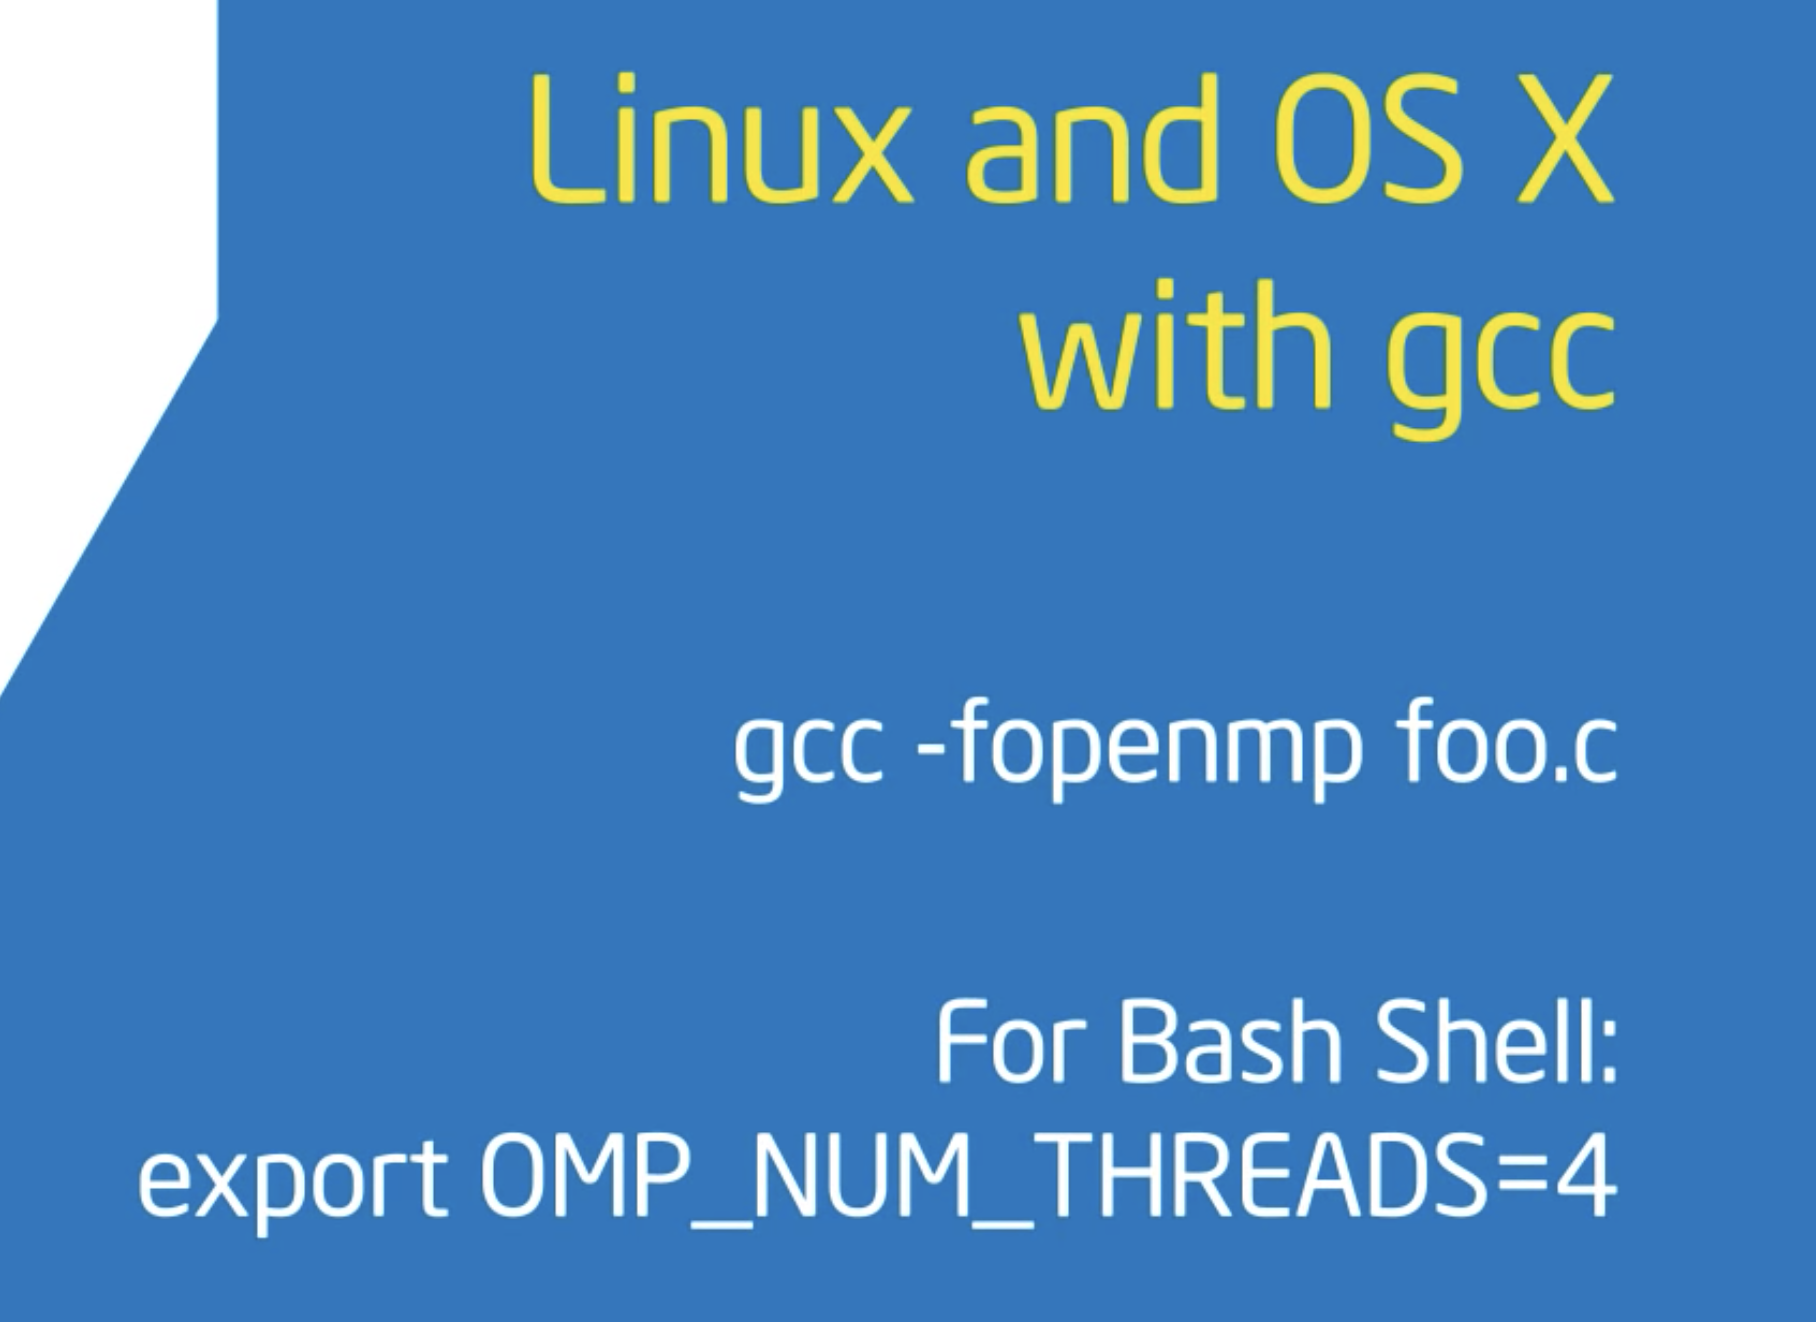 Linux and OS X
with gcc
gcc -fopenmp foo.c
For Bash Shell:
export OMP_NUM_THREADS=4